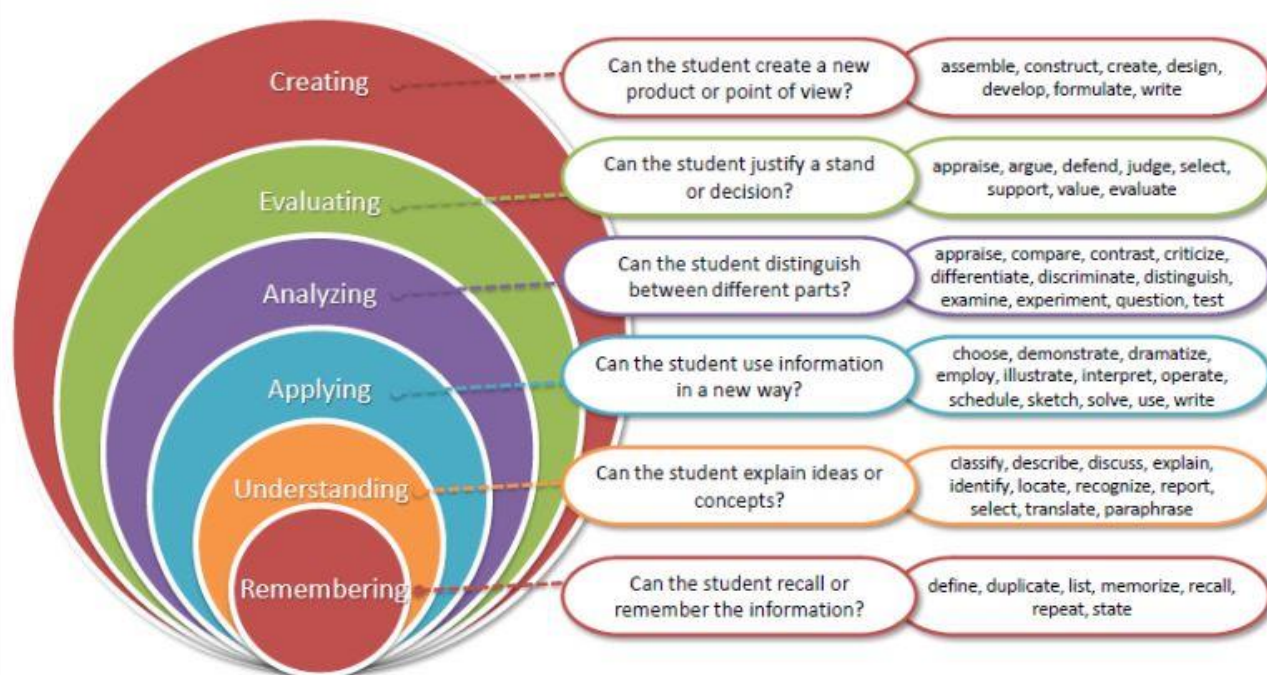 Creating
Can the student create a new
product or point of view?
assemble, construct, create, design,
develop, formulate, write
Evaluating
Can the student justify a stand
or decision?
appraise, argue, defend, judge, select,
support, value, evaluate
Analyzing
Can the student distinguish
between different parts?
appraise, compare, contrast, criticize,
differentiate, discriminate, distinguish,
examine, experiment, question, test
Applying
Can the student use information
in a new way?
choose, demonstrate, dramatize,
employ, illustrate, interpret, operate,
schedule, sketch, solve, use, write
Understanding
Can the student explain ideas or
concepts?
classify, describe, discuss, explain,
identify, locate, recognize, report,
select, translate, paraphrase
Remembering
Can the student recall or
remember the information?
define, duplicate, list, memorize, recall,
repeat, state